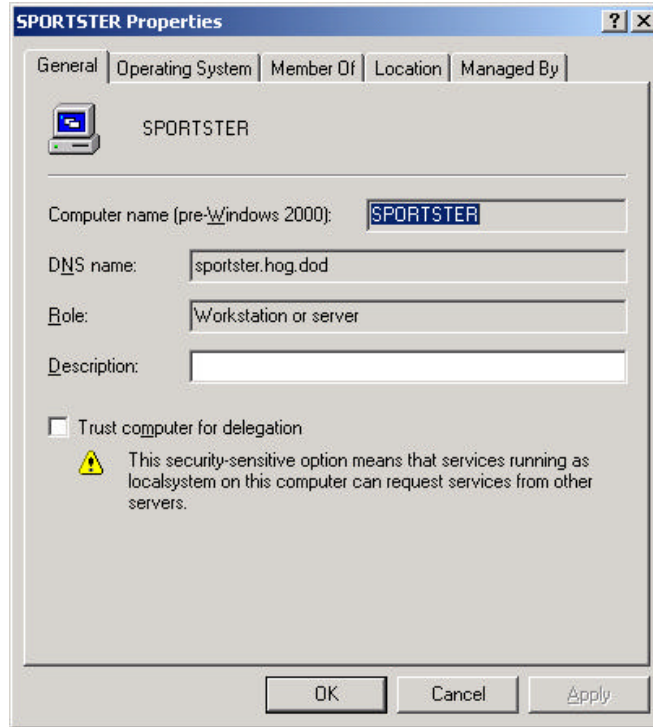 SPORTSTER Properties
General Operating System Member Of Location Managed By
SPORTSTER
Computer name (pre-Windows 2000): SPORTSTER
DNS name: sportster.hog.dod
Role: Workstation or server
Description:
Trust computer for delegation
This security-sensitive option means that services running as
localsystem on this computer can request services from other
servers.
OK Cancel Apply